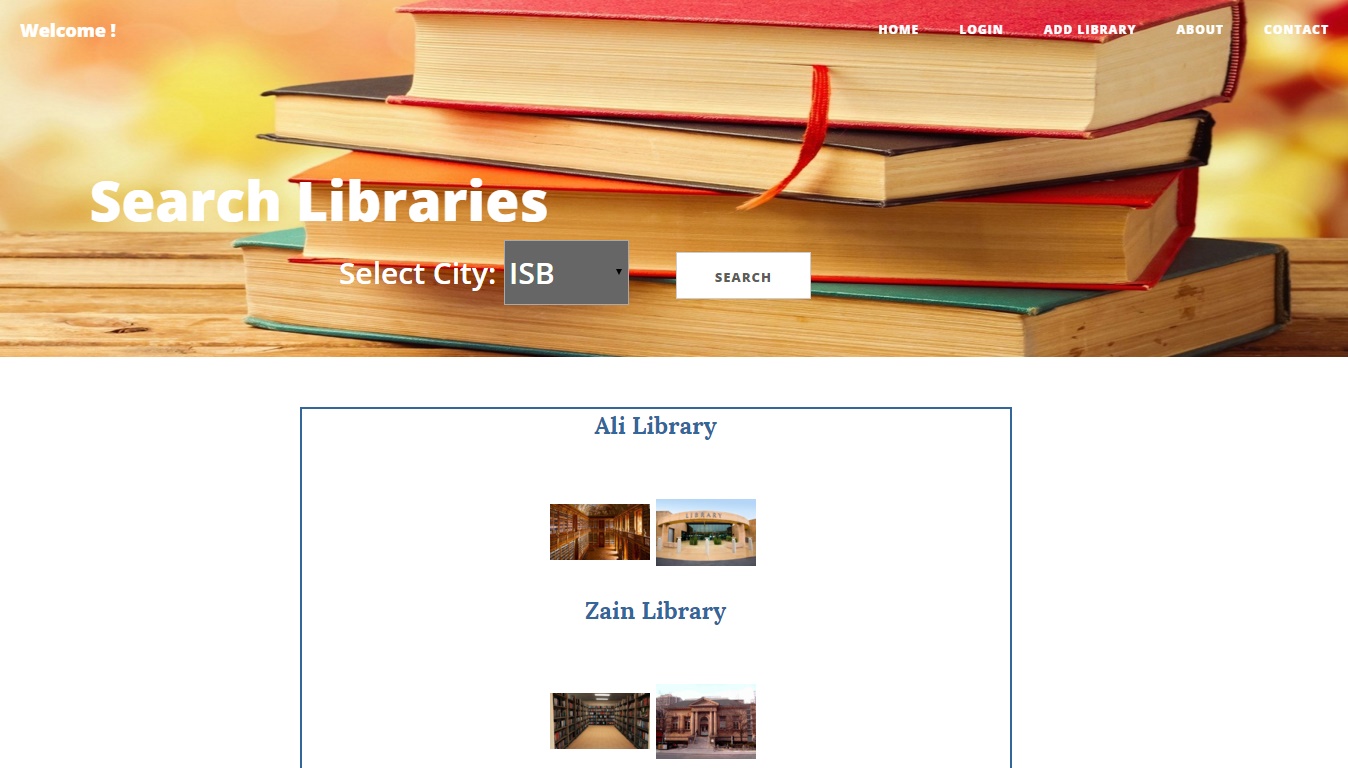 Welcome !
HOME LOGIN ADD LIBRARY ABOUT CONTACT
Search Libraries
Select City: ISB SEARCH
Ali Library
LIBRARY
Zain Library